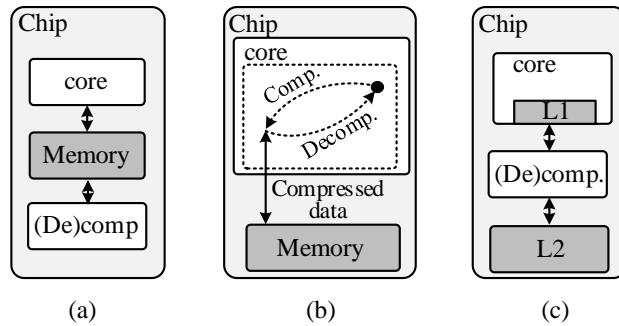 Chip
core
Memory
(De)comp
(a)
Chip
core
Comp.
Decomp.
Compressed
data
Memory
(b)
Chip
core
L1
(De)comp.
L2
(c)